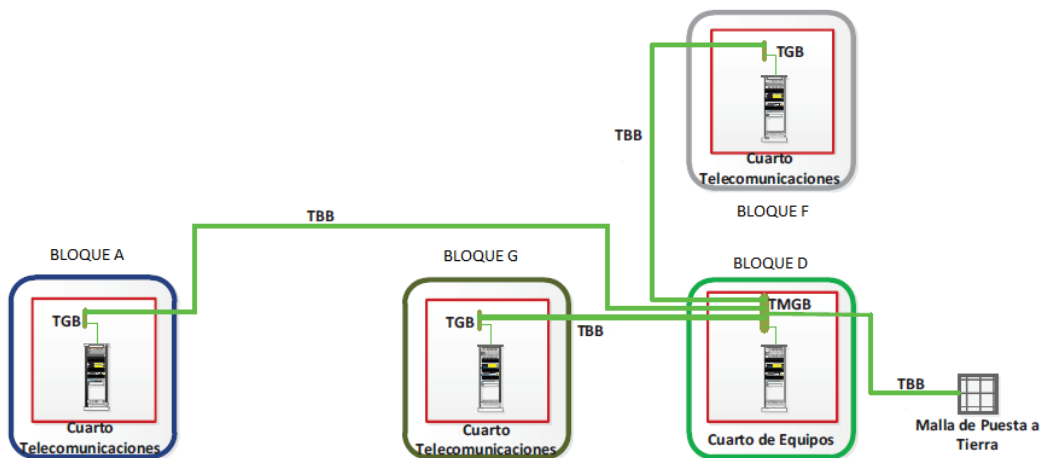 TGB
Cuarto
Telecomunicaciones
BLOQUE F
TBB
TBB
BLOQUE A
TGB
Cuarto
Telecomunicaciones
BLOQUE G
TGB
Cuarto
Telecomunicaciones
TBB
BLOQUE D
TMGB
Cuarto de Equipos
TBB
Malla de Puesta a
Tierra